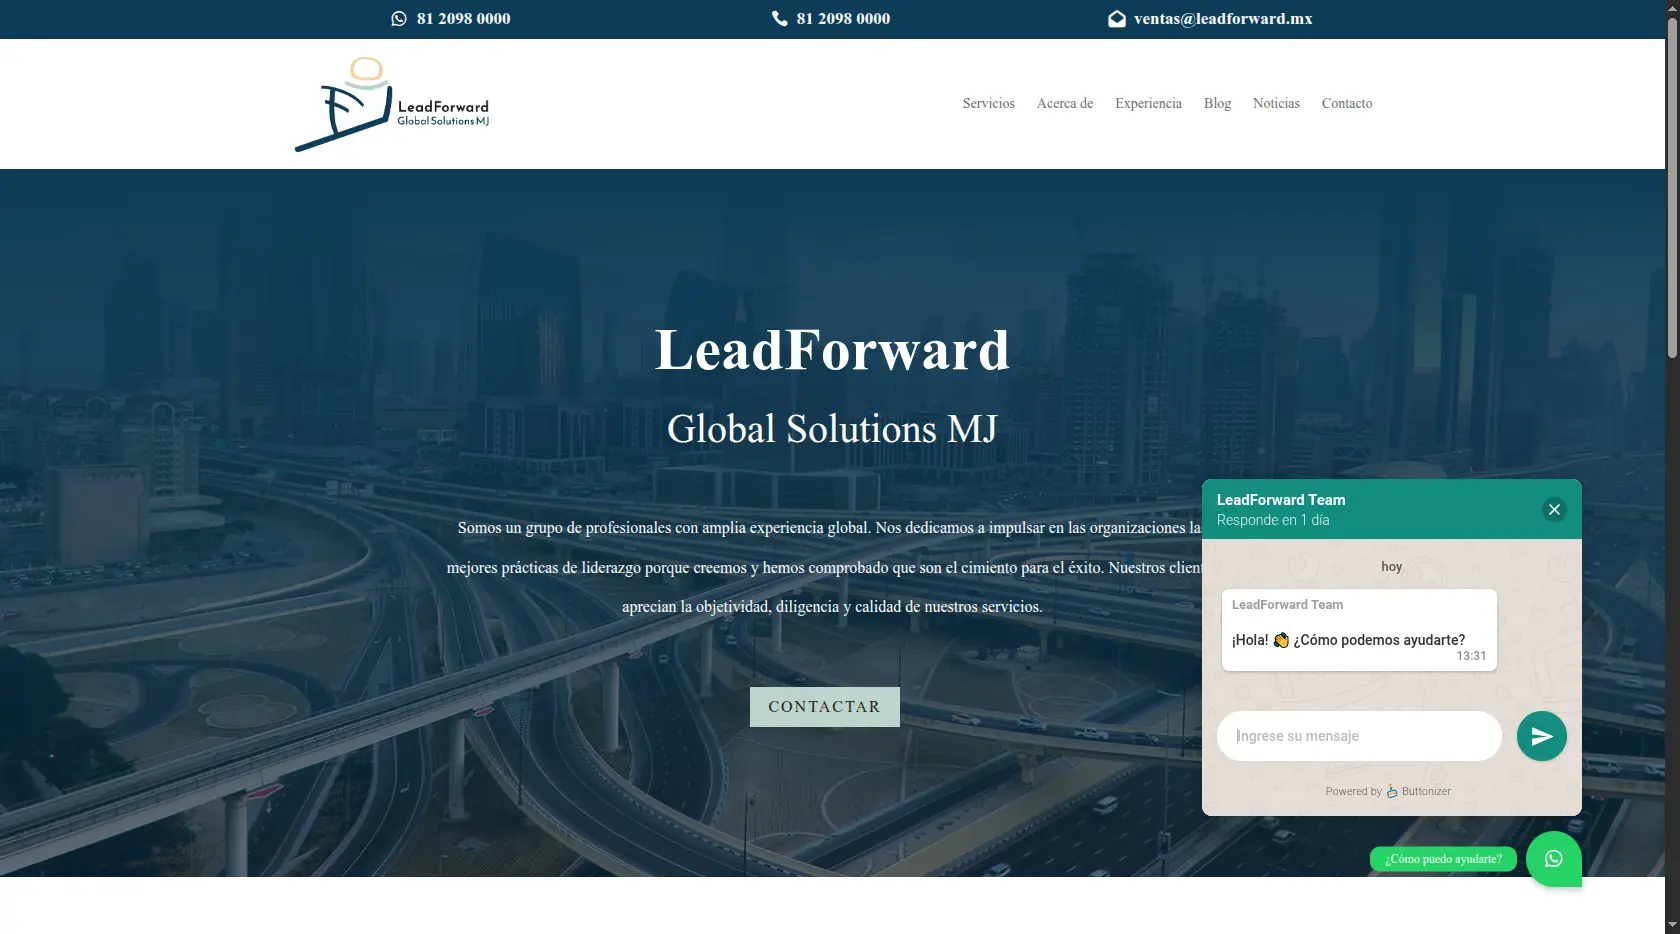 81 2098 0000
81 2098 0000
ventas@leadforward.mx
LeadForward
Global Solutions MJ
Servicios
Acerca de
Experiencia
Blog
Noticias
Contacto
LeadForward
Global Solutions MJ
Somos un grupo de profesionales con amplia experiencia global. Nos dedicamos a impulsar en las organizaciones la
mejores prácticas de liderazgo porque creemos y hemos comprobado que son el cimiento para el éxito. Nuestros client
aprecian la objetividad, diligencia y calidad de nuestros servicios.
CONTACTAR
LeadForward Team
Responde en 1 día
hoy
LeadForward Team
¡Hola! 👏 ¿Cómo podemos ayudarte?
13:31
Ingrese su mensaje
Powered by Buttonizer
¿Cómo puedo ayudarte?